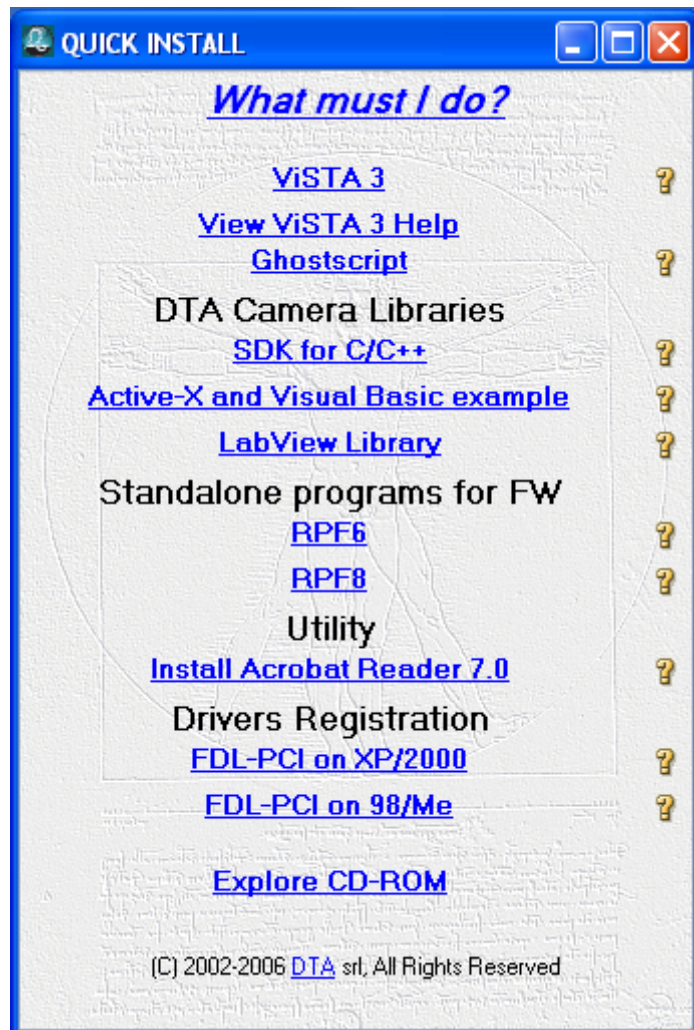 QUICK INSTALL
What must I do?
ViSTA 3
?
View ViSTA 3 Help
Ghostscript
?
DTA Camera Libraries
SDK for C/C++
?
Active-X and Visual Basic example
?
LabView Library
?
Standalone programs for FW
RPF6
?
RPF8
?
Utility
Install Acrobat Reader 7.0
?
Drivers Registration
FDL-PCI on XP/2000
?
FDL-PCI on 98/Me
?
Explore CD-ROM
(C) 2002-2006 DTA srl, All Rights Reserved